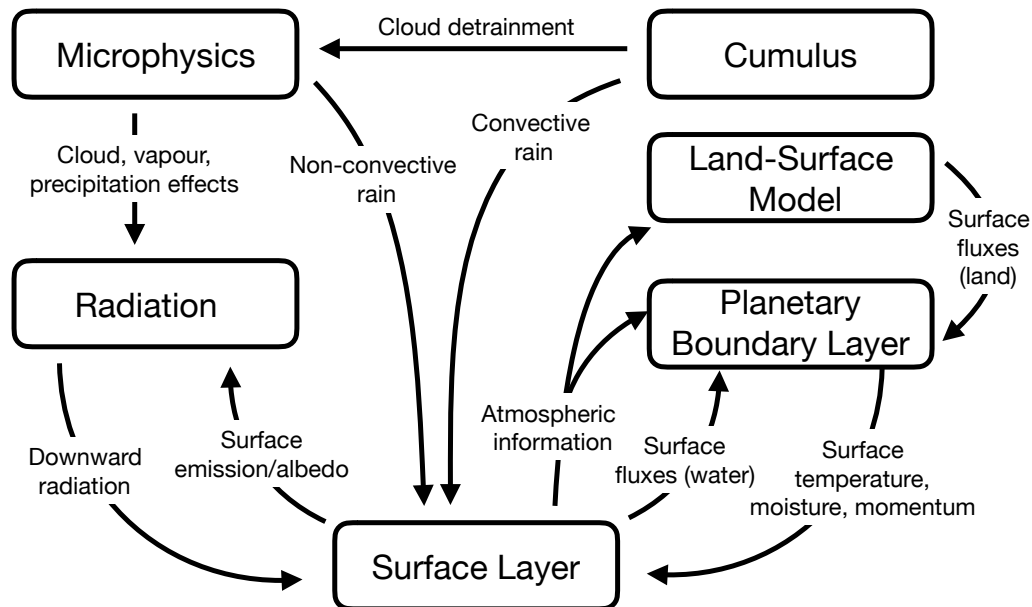 Microphysics
Cloud detrainment
Cumulus
Cloud, vapour,
precipitation effects
Non-convective
rain
Convective
rain
Land-Surface
Model
Surface
fluxes
(land)
Radiation
Planetary
Boundary Layer
Downward
radiation
Surface
emission/albedo
Atmospheric
information
Surface
fluxes (water)
Surface
temperature,
moisture, momentum
Surface Layer